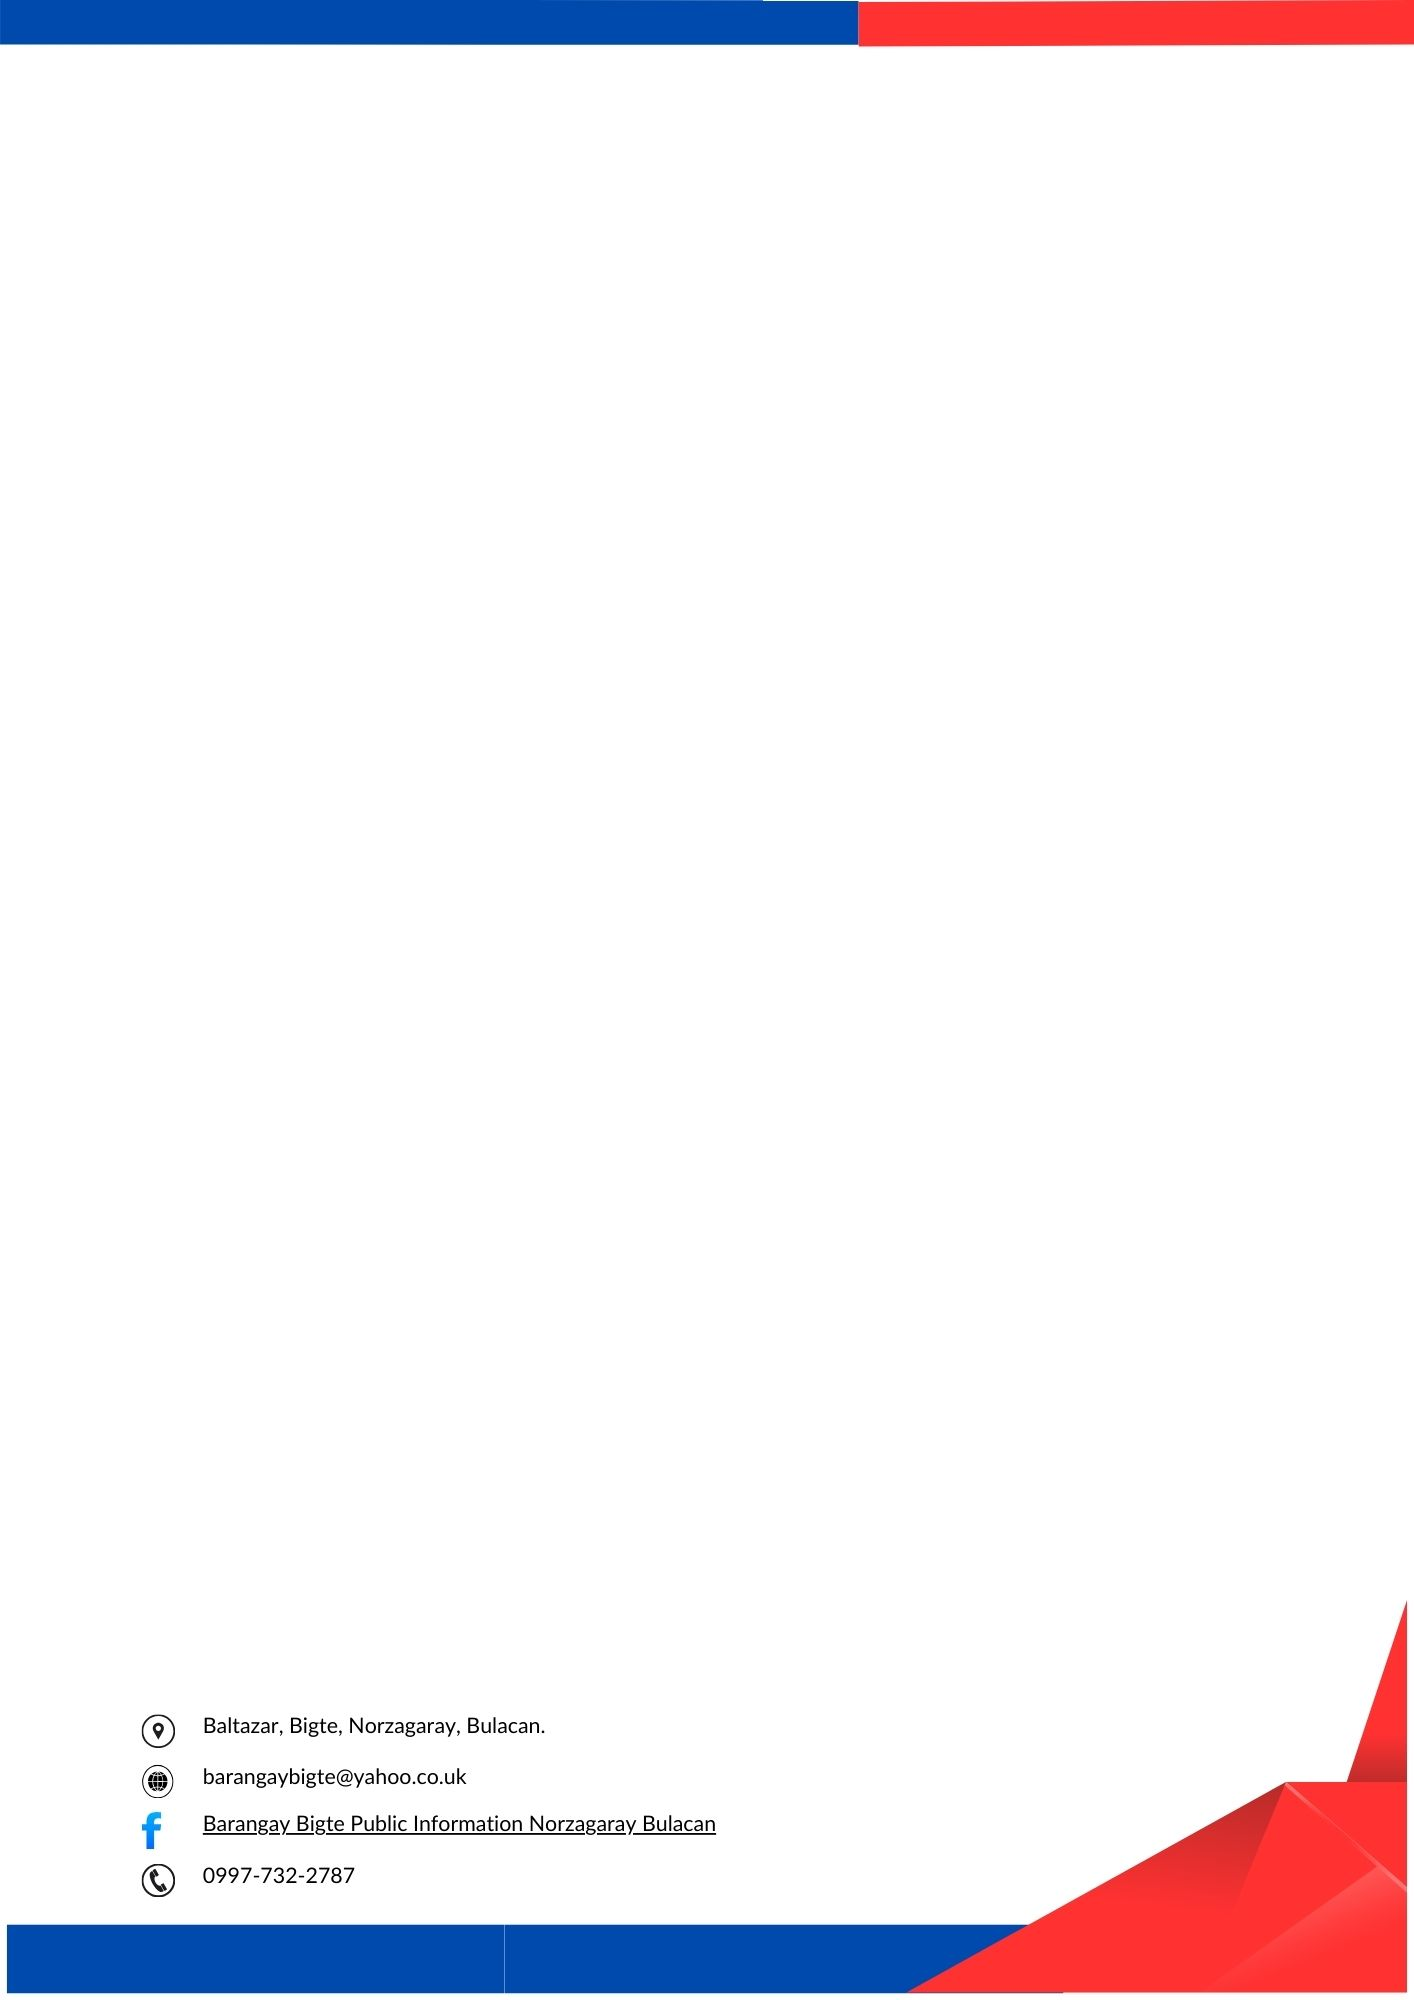 Baltazar, Bigte, Norzagaray, Bulacan.
barangaybigte@yahoo.co.uk
Barangay Bigte Public Information Norzagaray Bulacan
0997-732-2787